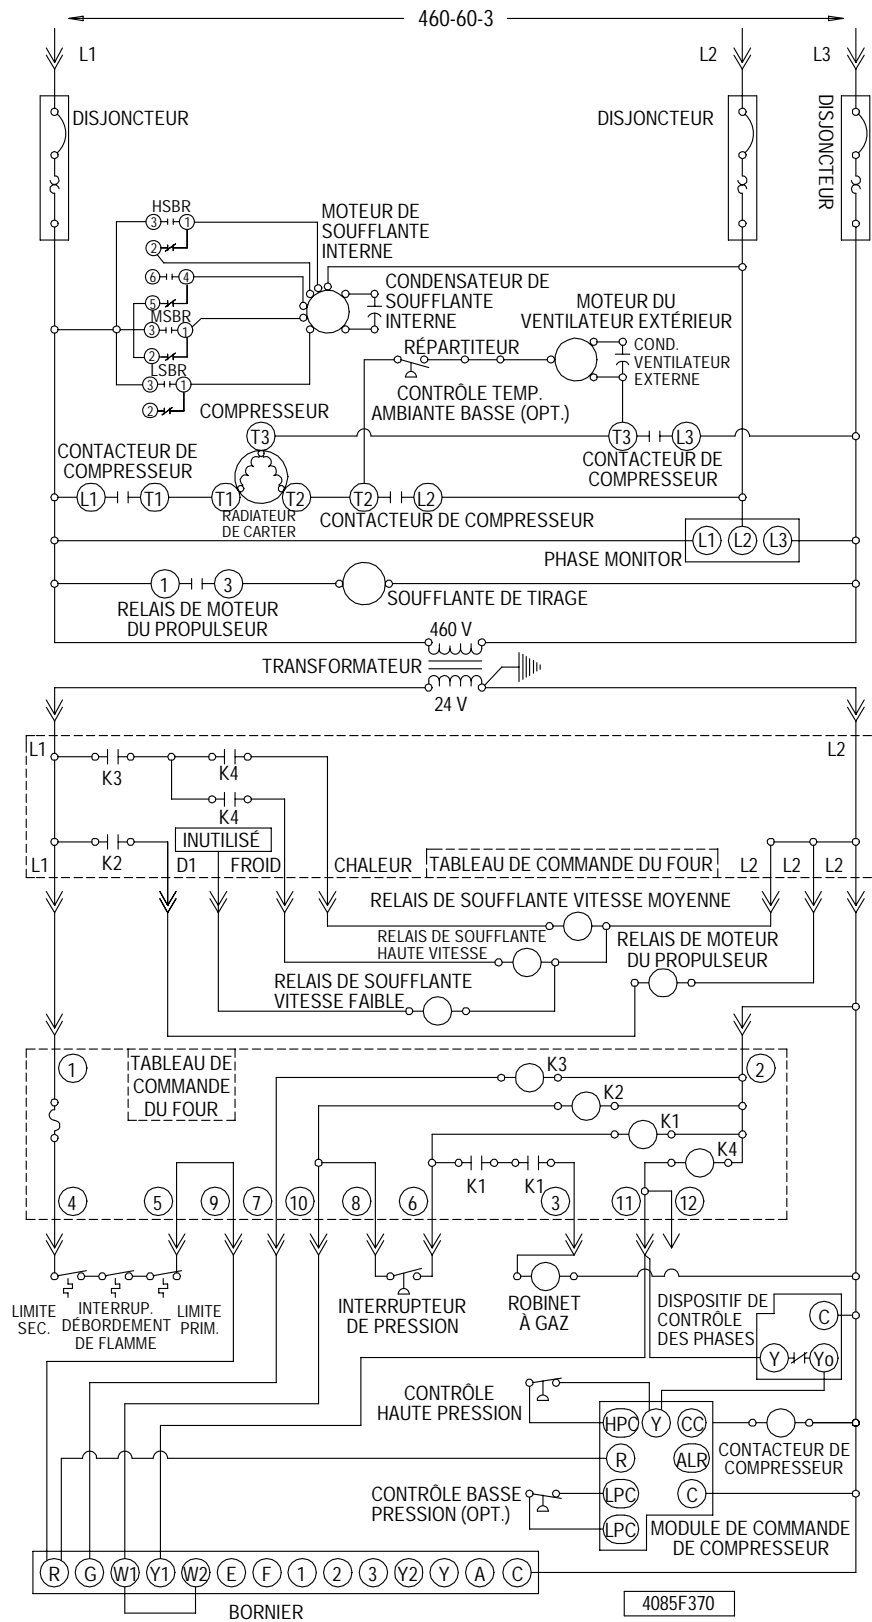 460-60-3
L1
L2
L3
DISJONCTEUR
DISJONCTEUR
DISJONCTEUR
HSBR
3
1
2
6
4
5
MSBR
3
1
2
LSBR
3
1
2
MOTEUR DE
SOUFFLANTE
INTERNE
CONDENSATEUR DE
SOUFFLANTE
INTERNE
MOTEUR DU
VENTILATEUR EXTÉRIEUR
RÉPARTITEUR
COND.
VENTILATEUR
EXTERNE
CONTRÔLE TEMP.
AMBIANTE BASSE (OPT.)
COMPRESSEUR
T3
T3
L3
CONTACTEUR DE
COMPRESSEUR
CONTACTEUR DE
COMPRESSEUR
L1
T1
T1
T2
T2
L2
RADIATEUR
DE CARTER
CONTACTEUR DE COMPRESSEUR
PHASE MONITOR
L1
L2
L3
1
3
RELAIS DE MOTEUR
DU PROPULSEUR
SOUFFLANTE DE TIRAGE
460 V
TRANSFORMATEUR
24 V
L1
L2
K3
K4
K4
K2
INUTILISÉ
L1
D1
FROID
CHALEUR
TABLEAU DE COMMANDE DU FOUR
L2
L2
L2
RELAIS DE SOUFFLANTE VITESSE MOYENNE
RELAIS DE SOUFFLANTE
HAUTE VITESSE
RELAIS DE MOTEUR
DU PROPULSEUR
RELAIS DE SOUFFLANTE
VITESSE FAIBLE
1
TABLEAU DE
COMMANDE
DU FOUR
K3
2
K2
K1
K4
K1
K1
4
5
9
7
10
8
6
3
11
12
LIMITE
SEC.
INTERRUP.
DÉBORDEMENT
DE FLAMME
LIMITE
PRIM.
INTERRUPTEUR
DE PRESSION
ROBINET
À GAZ
DISPOSITIF DE
CONTRÔLE
DES PHASES
C
Y
Yo
CONTRÔLE
HAUTE PRESSION
HPC
Y
CC
CONTACTEUR DE
COMPRESSEUR
R
ALR
CONTRÔLE BASSE
PRESSION (OPT.)
LPC
C
LPC
MODULE DE COMMANDE
DE COMPRESSEUR
R
G
W1
Y1
W2
E
F
1
2
3
Y2
Y
A
C
BORNIER
4085F370